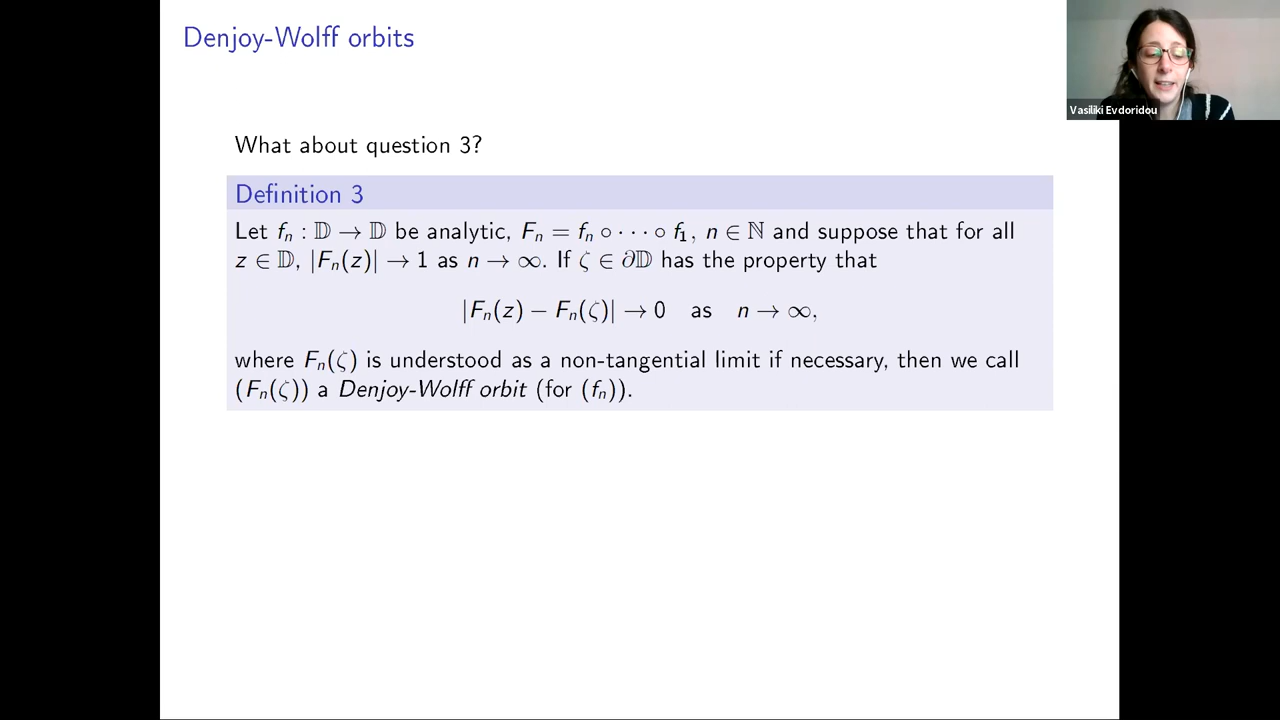 Denjoy-Wolff orbits
Vasiliki Evdoridou
What about question 3?
Definition 3
Let fₙ : 𝔻 → 𝔻 be analytic, Fₙ = fₙ ∘ ⋯ ∘ f₁, n ∈ ℕ and suppose that for all
z ∈ 𝔻, |Fₙ(z)| → 1 as n → ∞. If ζ ∈ ∂𝔻 has the property that
|Fₙ(z) − Fₙ(ζ)| → 0 as n → ∞,
where Fₙ(ζ) is understood as a non-tangential limit if necessary, then we call
(Fₙ(ζ)) a Denjoy-Wolff orbit (for (fₙ)).